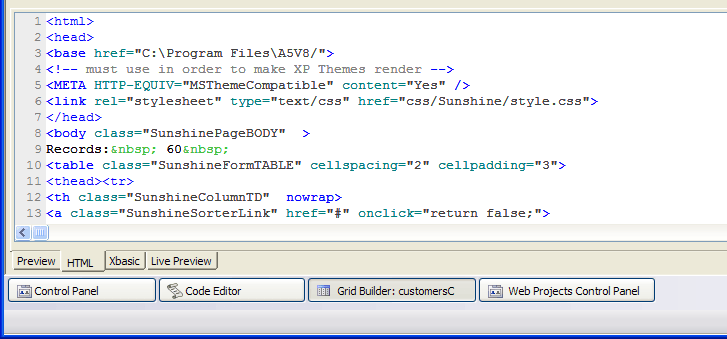 1 <html>
2 <head>
3 <base href="C:\Program Files\A5V8/">
4 <!-- must use in order to make XP Themes render -->
5 <META HTTP-EQUIV="MSThemeCompatible" content="Yes" />
6 <link rel="stylesheet" type="text/css" href="css/Sunshine/style.css">
7 </head>
8 <body class="SunshinePageBODY"  >
9 Records:&nbsp; 60&nbsp;
10 <table class="SunshineFormTABLE" cellspacing="2" cellpadding="3">
11 <thead><tr>
12 <th class="SunshineColumnTD"  nowrap>
13 <a class="SunshineSorterLink" href="#" onclick="return false;">
Preview HTML Xbasic Live Preview
Control Panel Code Editor Grid Builder: customersC Web Projects Control Panel